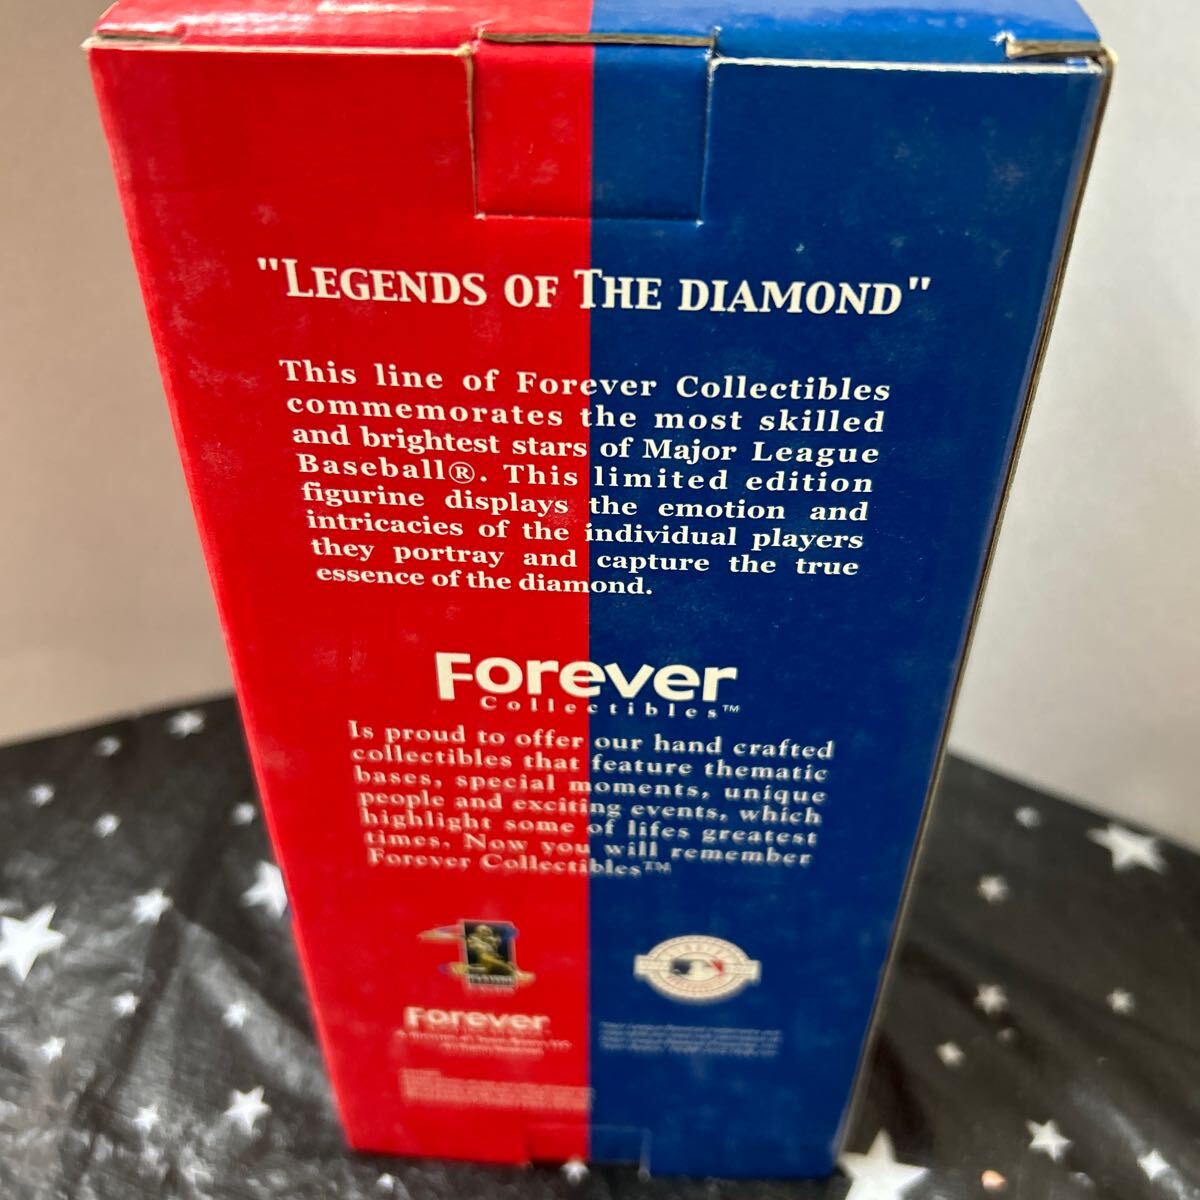 "LEGENDS OF THE DIAMOND"
This line of Forever Collectibles
commemorates the most skilled
and brightest stars of Major League
Baseball®. This limited edition
figurine displays the emotion and
intricacies of the individual players
they portray and capture the true
essence of the diamond.
Forever
Collectibles™
Is proud to offer our hand crafted
collectibles that feature thematic
bases, special moments, unique
people and exciting events, which
highlight some of lifes greatest
times. Now you will remember
Forever Collectibles™
Forever